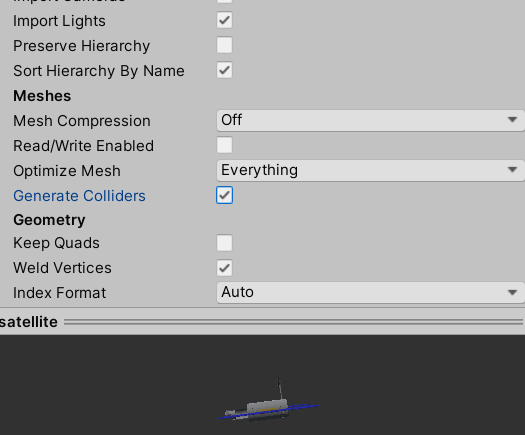 Import Lights
Preserve Hierarchy
Sort Hierarchy By Name
Meshes
Mesh Compression Off
Read/Write Enabled
Optimize Mesh Everything
Generate Colliders
Geometry
Keep Quads
Weld Vertices
Index Format Auto
satellite